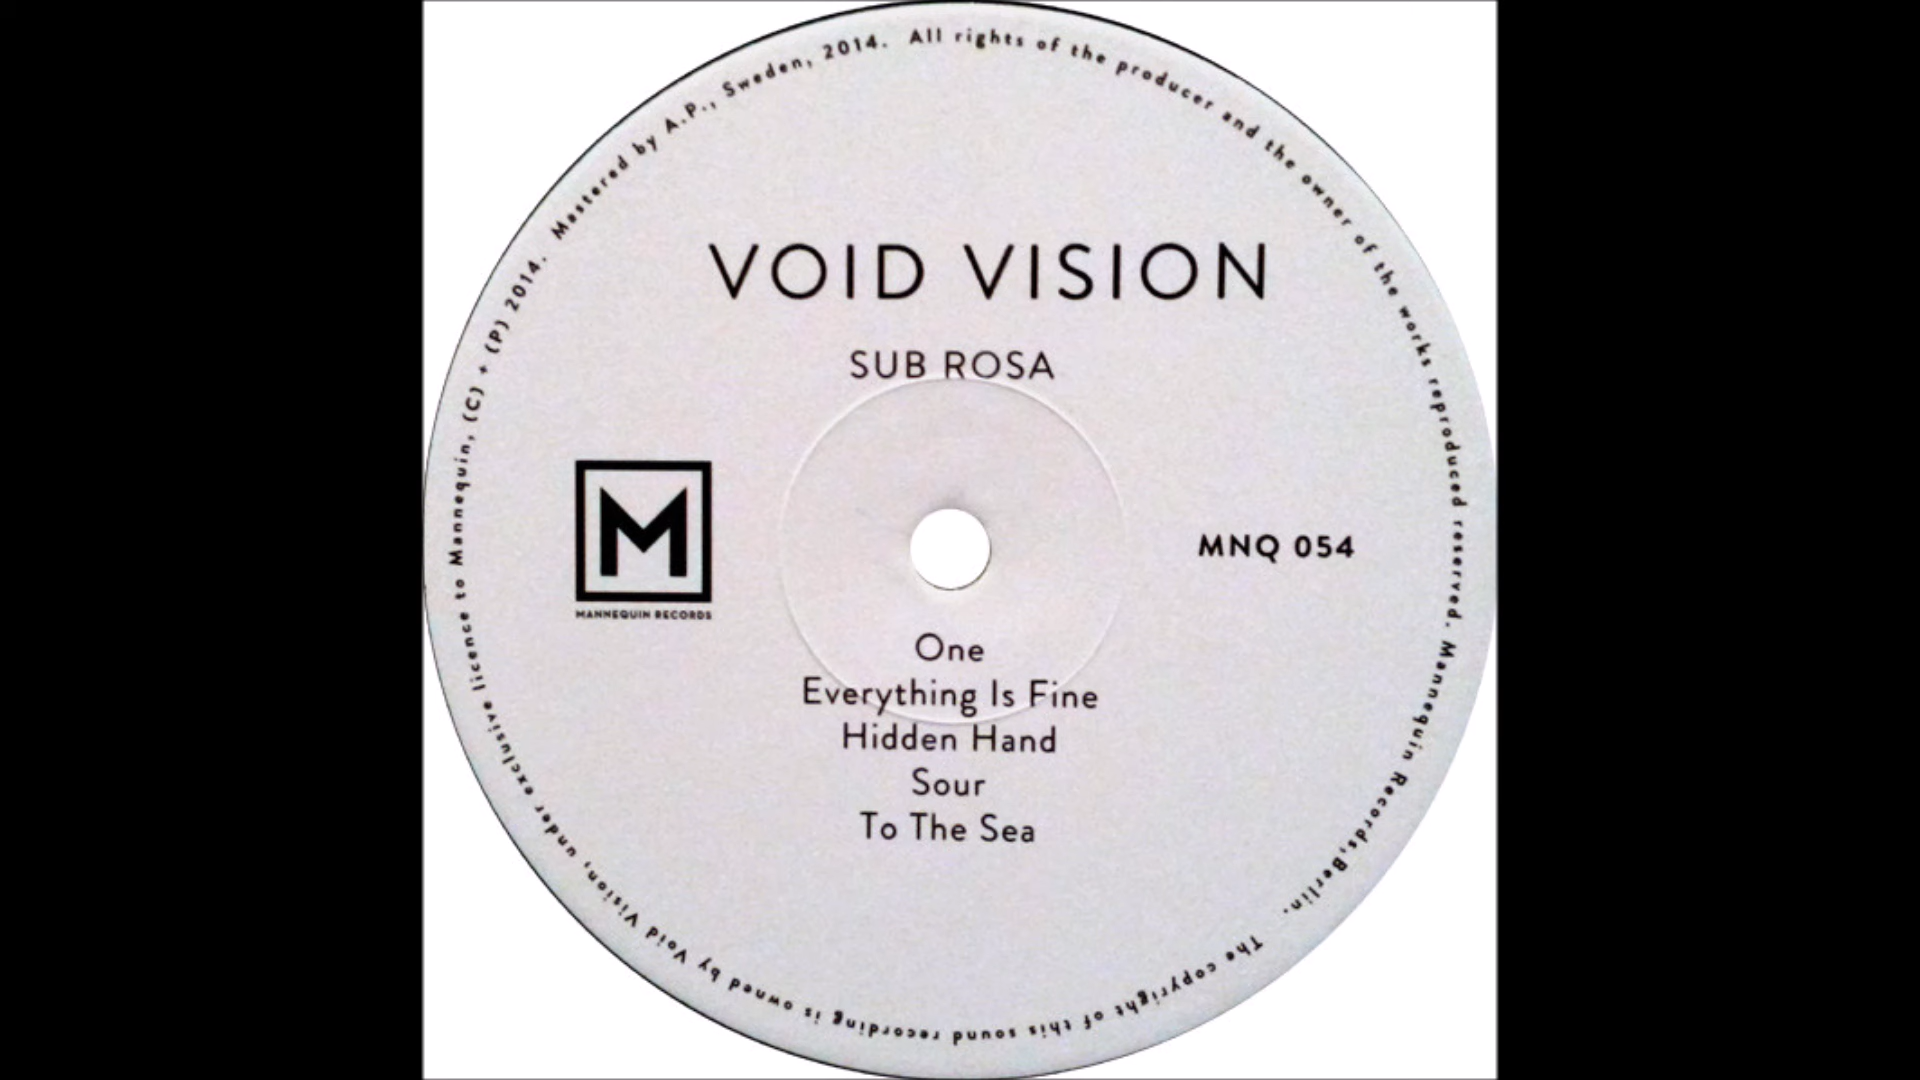 VOID VISION
SUB ROSA
M
MANNEQUIN RECORDS
MNQ 054
One
Everything Is Fine
Hidden Hand
Sour
To The Sea
The copyright of this sound recording is owned by Void Vision, under exclusive licence to Mannequin, (C) + (P) 2014. Mastered by A.P., Sweden, 2014. All rights of the producer and the owner of the works reproduced reserved. Mannequin Records,Berlin.